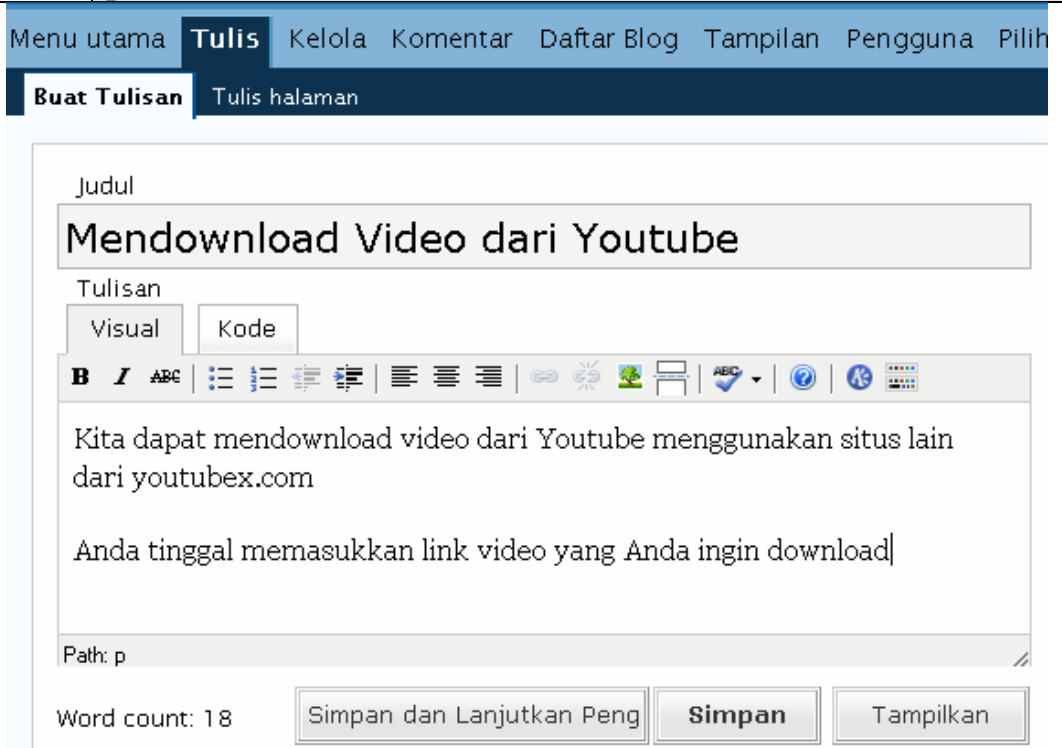 Menu utama Tulis Kelola Komentar Daftar Blog Tampilan Pengguna Pilih
Buat Tulisan Tulis halaman
Judul
Mendownload Video dari Youtube
Tulisan
Visual Kode
B I ABC ABC
Kita dapat mendownload video dari Youtube menggunakan situs lain
dari youtubex.com
Anda tinggal memasukkan link video yang Anda ingin download
Path: p
Word count: 18 Simpan dan Lanjutkan Peng Simpan Tampilkan